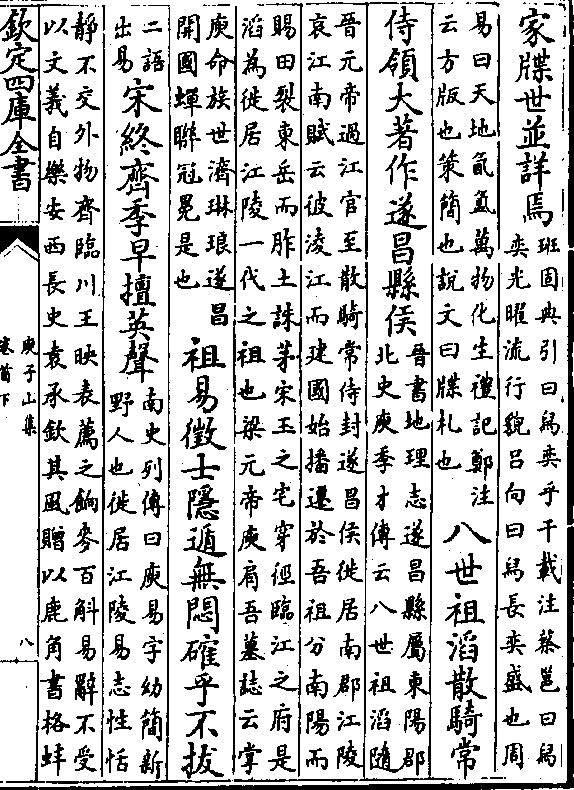 家牒世並詳焉
班固典引曰舄奕乎千載注蔡邕曰舄
奕光曜流行貌呂向曰舄長奕盛也周
易曰天地氤氲萬物化生禮記鄭注
云方版也策簡也說文曰牒札也
八世祖滔散騎常
侍領大著作遂昌縣侯
晉書地理志遂昌縣屬東陽郡
北史庾季才傳云八世祖滔隨
晉元帝過江官至散騎常侍封遂昌侯徙居南郡江陵
哀江南賦云彼淩江而建國始播遷於吾祖分南陽而
賜田裂東岳而胙土誅茅宋玉之宅穿徑臨江之府是
滔為徙居江陵一代之祖也梁元帝庾肩吾墓誌云掌
庾命族世濟琳琅遂昌
開國蟬聯冠冕是也
祖易徵士隱遁無悶確乎不拔
二語
出易
宋終齊季早擅英聲
南史列傳曰庾易字幼簡新
野人也徙居江陵易志性恬
靜不交外物齊臨川王映表薦之餉麥百斛易辭不受
以文義自樂安西長史袁承欽其風贈以鹿角書格蚌
欽定四庫全書
庾子山集
卷首下
八